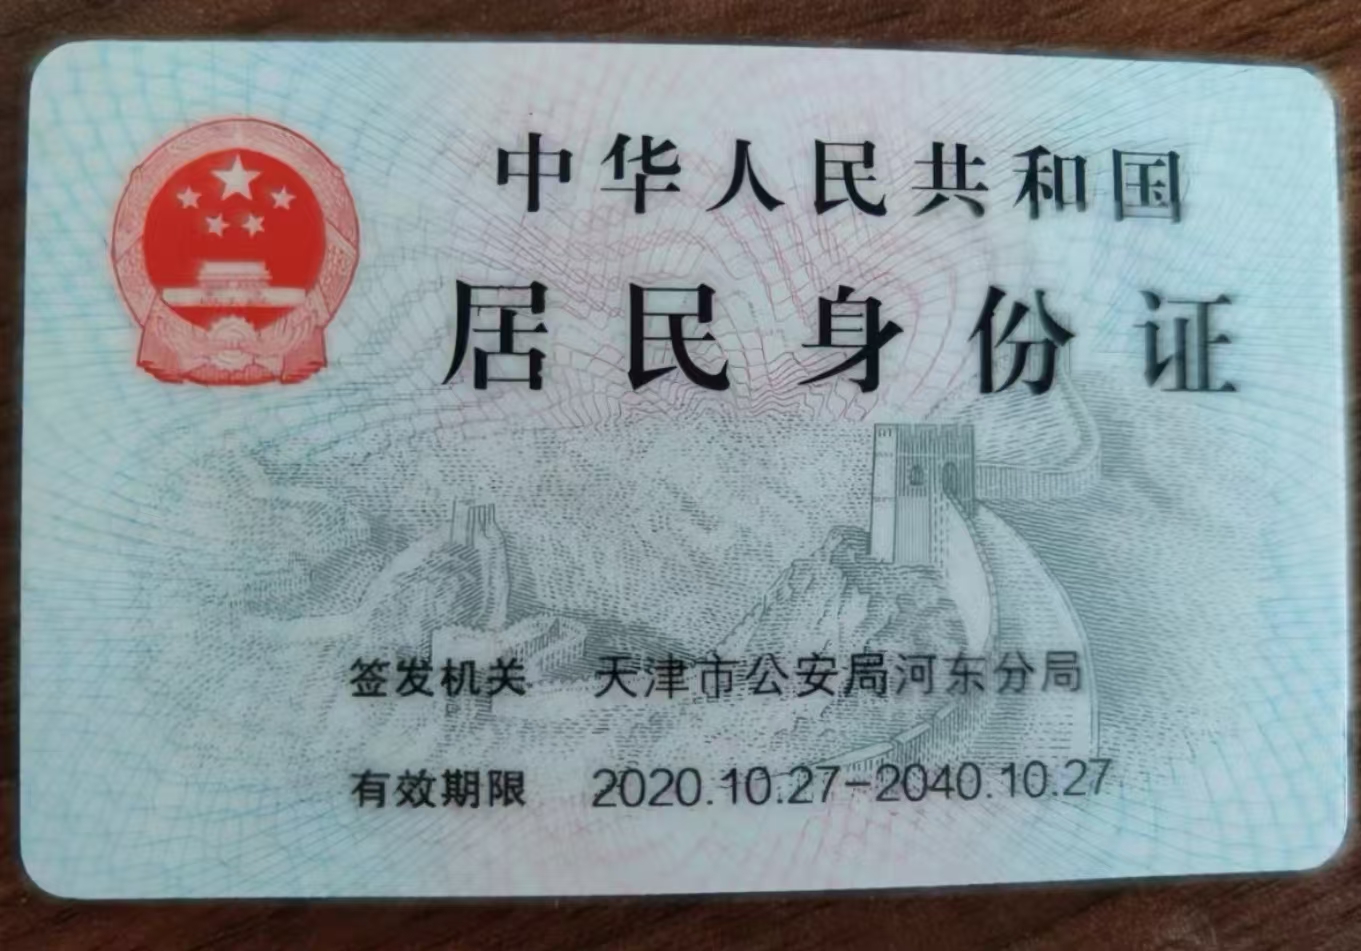 中华人民共和国
居民身份证
签发机关 天津市公安局河东分局
有效期限 2020.10.27-2040.10.27